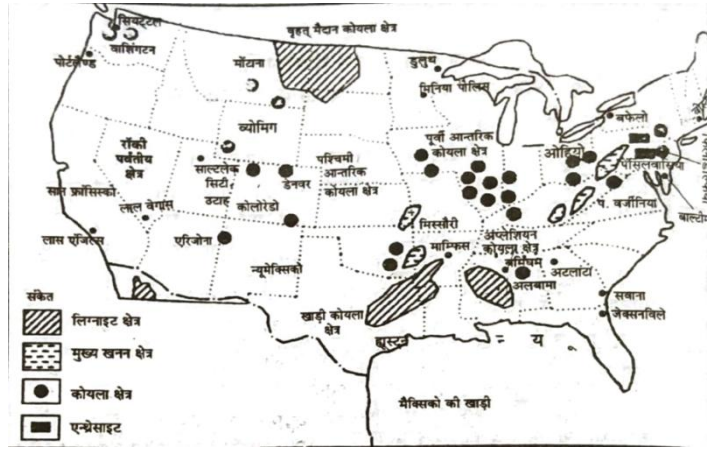 सियट्टल
वाशिंगटन
पोर्टलैण्ड
बृहत् मैदान कोयला क्षेत्र
मोंटाना
डुलुथ
मिनिया पोलिस
व्योमिग
रॉकी
पर्वतीय
क्षेत्र
साल्टलेक
सिटी
उटाह
डेनवर
कोलोरेडो
पश्चिमी
आन्तरिक
कोयला क्षेत्र
पूर्वी आन्तरिक
कोयला क्षेत्र
ओहियो
बफेलो
पेंसिलवानिया
प. वर्जीनिया
सान फ्रांसिस्को
लास वेगास
लास एंजिल्स
एरिजोना
न्यूमेक्सिको
मिस्सौरी
माम्फिस
अप्लेशियन
कोयला क्षेत्र
बर्मिंघम
अटलांटा
अलबामा
सवाना
जेक्सनविले
खाड़ी कोयला
क्षेत्र
ह्यूस्टन
मैक्सिको की खाड़ी
संकेत
लिग्नाइट क्षेत्र
मुख्य खनन क्षेत्र
कोयला क्षेत्र
एन्थ्रेसाइट